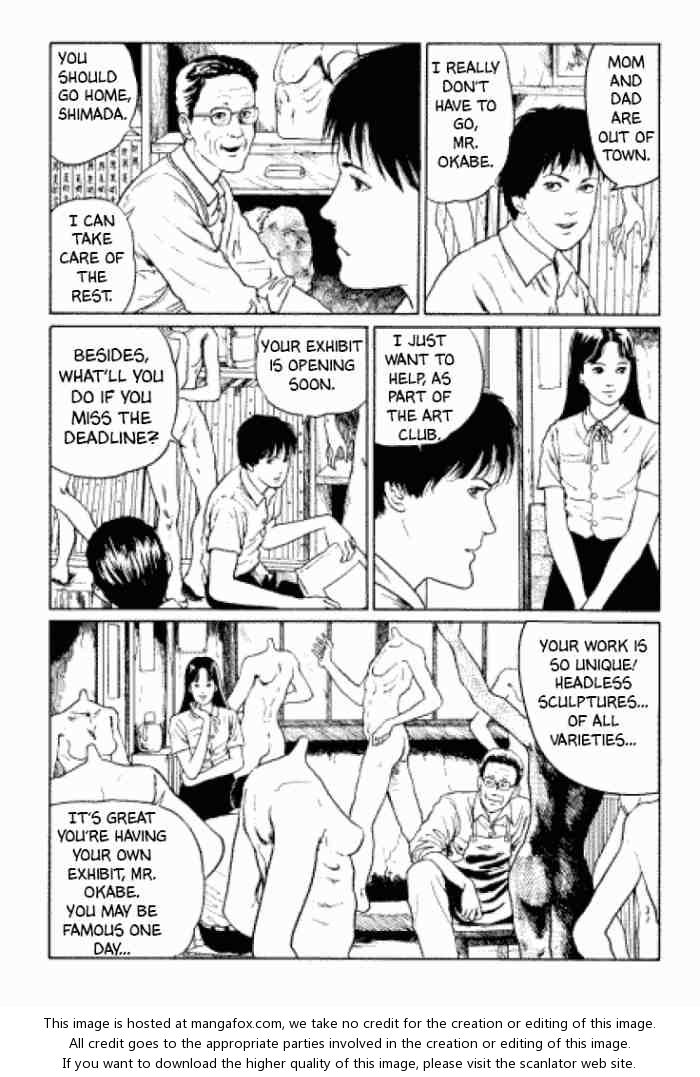 YOU
SHOULD
GO HOME,
SHIMADA.
I CAN
TAKE
CARE OF
THE
REST.
MOM
AND
DAD
ARE
OUT OF
TOWN.
I REALLY
DON'T
HAVE TO
GO,
MR.
OKABE.
YOUR EXHIBIT
IS OPENING
SOON.
BESIDES,
WHAT'LL YOU
DO IF YOU
MISS THE
DEADLINE?
I JUST
WANT TO
HELP, AS
PART OF
THE ART
CLUB.
YOUR WORK IS
SO UNIQUE!
HEADLESS
SCULPTURES...
OF ALL
VARIETIES...
IT'S GREAT
YOU'RE HAVING
YOUR OWN
EXHIBIT, MR.
OKABE.
YOU MAY BE
FAMOUS ONE
DAY...
This image is hosted at mangafox.com, we take no credit for the creation or editing of this image.
All credit goes to the appropriate parties involved in the creation or editing of this image.
If you want to download the higher quality of this image, please visit the scanlator web site.